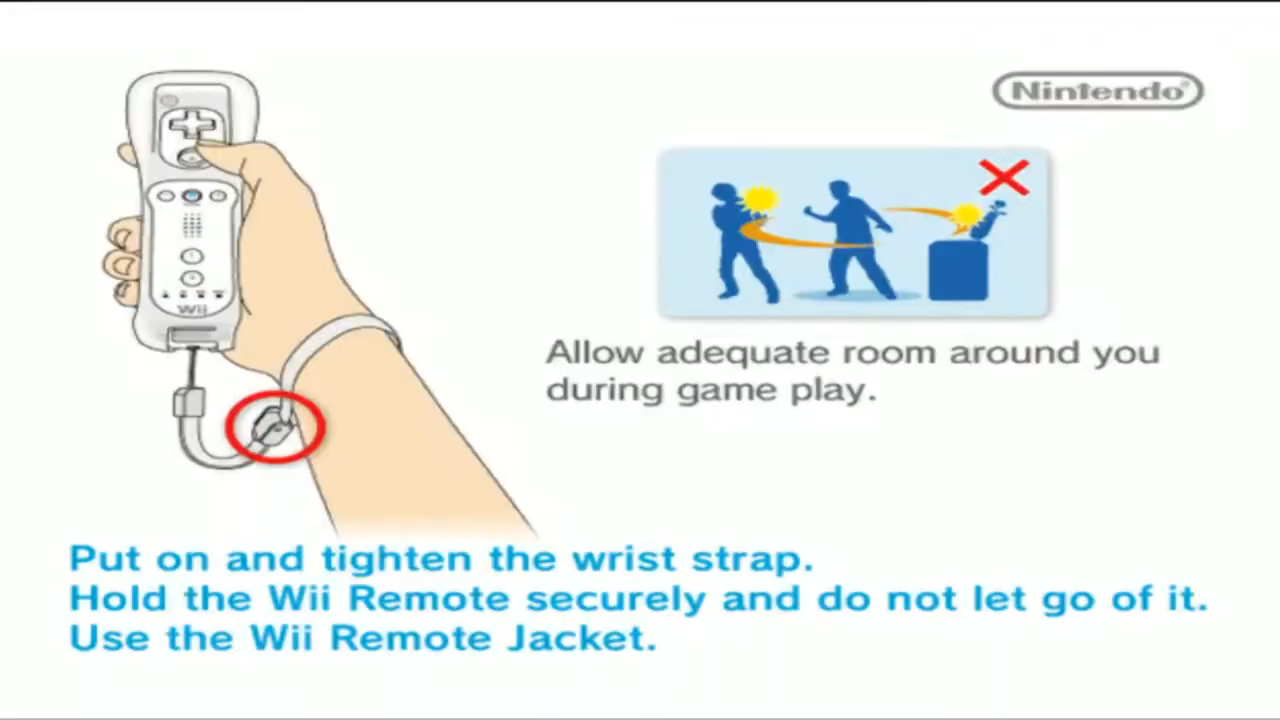 Nintendo®
Wii
Allow adequate room around you
during game play.
Put on and tighten the wrist strap.
Hold the Wii Remote securely and do not let go of it.
Use the Wii Remote Jacket.